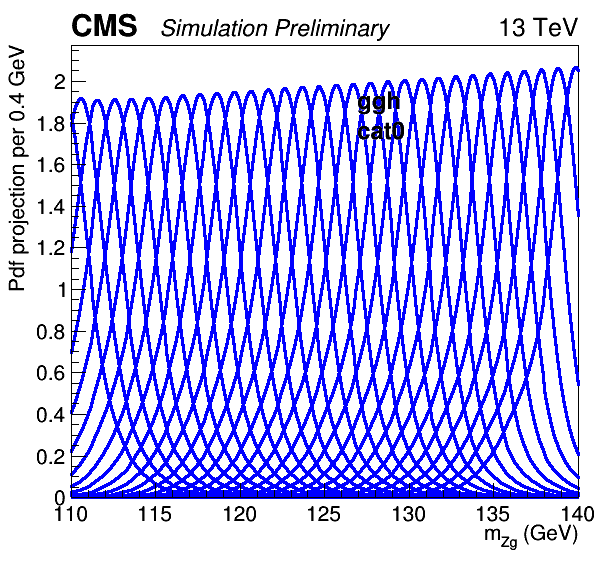 CMS Simulation Preliminary 13 TeV
Pdf projection per 0.4 GeV
2
1.8
1.6
1.4
1.2
1
0.8
0.6
0.4
0.2
0
ggh
cat0
110 115 120 125 130 135 140
m_Zg (GeV)